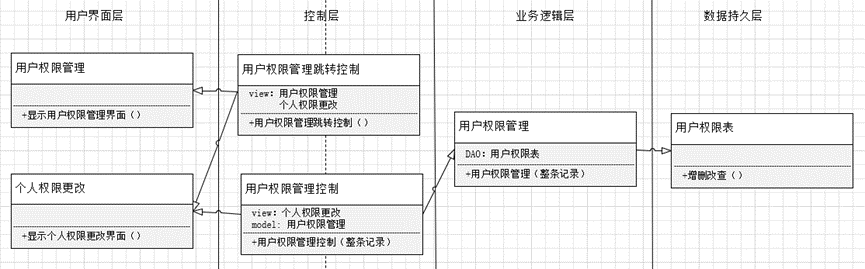 用户界面层
控制层
业务逻辑层
数据持久层
用户权限管理
+显示用户权限管理界面()
用户权限管理跳转控制
view: 用户权限管理
个人权限更改
+用户权限管理跳转控制()
用户权限管理
DAO: 用户权限表
+用户权限管理(整条记录)
用户权限表
+增删改查()
个人权限更改
+显示个人权限更改界面()
用户权限管理控制
view: 个人权限更改
model: 用户权限管理
+用户权限管理控制(整条记录)